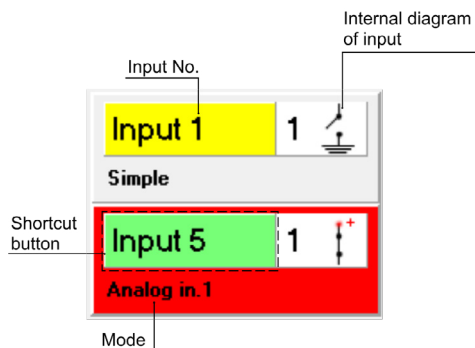 Internal diagram
of input
Input No.
Input 1 1
Simple
Shortcut
button
Input 5 1 +
Analog in.1
Mode